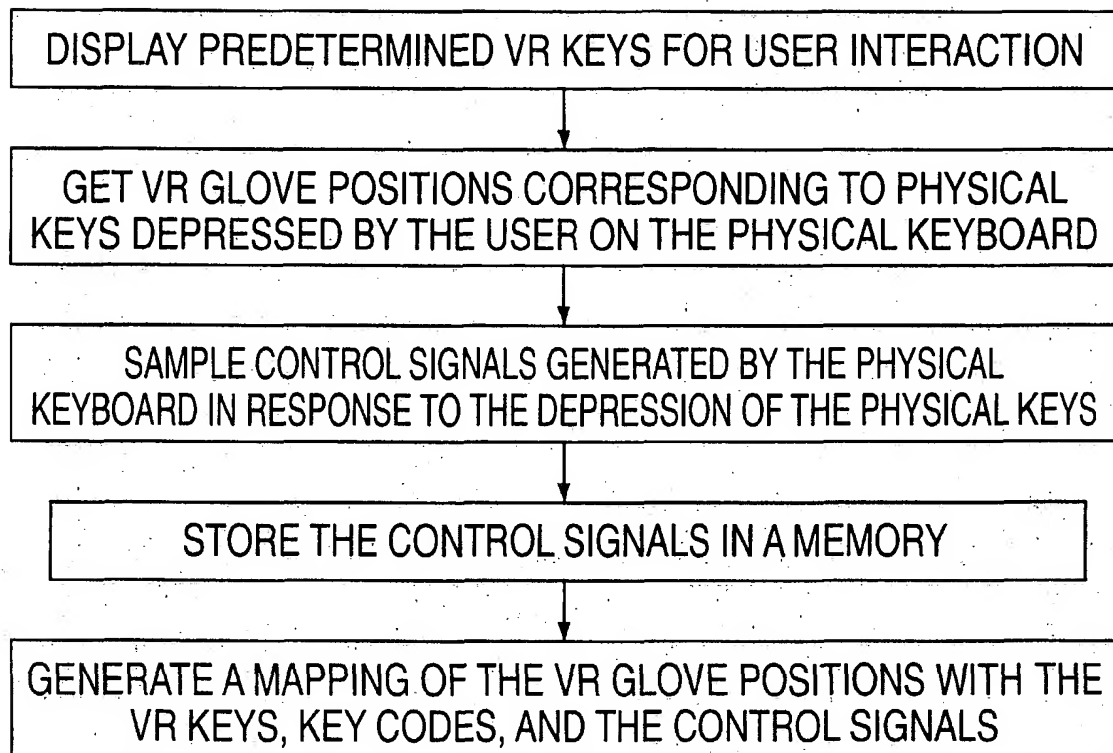 DISPLAY PREDETERMINED VR KEYS FOR USER INTERACTION
GET VR GLOVE POSITIONS CORRESPONDING TO PHYSICAL
KEYS DEPRESSED BY THE USER ON THE PHYSICAL KEYBOARD
SAMPLE CONTROL SIGNALS GENERATED BY THE PHYSICAL
KEYBOARD IN RESPONSE TO THE DEPRESSION OF THE PHYSICAL KEYS
STORE THE CONTROL SIGNALS IN A MEMORY
GENERATE A MAPPING OF THE VR GLOVE POSITIONS WITH THE
VR KEYS, KEY CODES, AND THE CONTROL SIGNALS